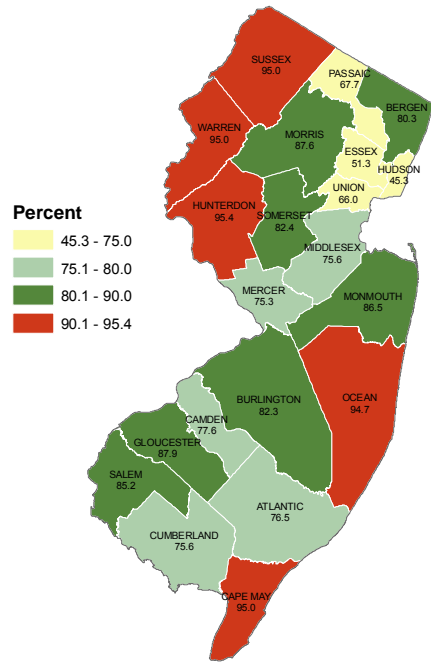 SUSSEX
95.0
PASSAIC
67.7
BERGEN
80.3
WARREN
95.0
MORRIS
87.6
ESSEX
51.3
HUDSON
45.3
UNION
66.0
HUNTERDON
95.4
SOMERSET
82.4
MIDDLESEX
75.6
MERCER
75.3
MONMOUTH
86.5
Percent
45.3 - 75.0
75.1 - 80.0
80.1 - 90.0
90.1 - 95.4
OCEAN
94.7
BURLINGTON
82.3
CAMDEN
77.6
GLOUCESTER
87.9
SALEM
85.2
ATLANTIC
76.5
CUMBERLAND
75.6
CAPE MAY
95.0